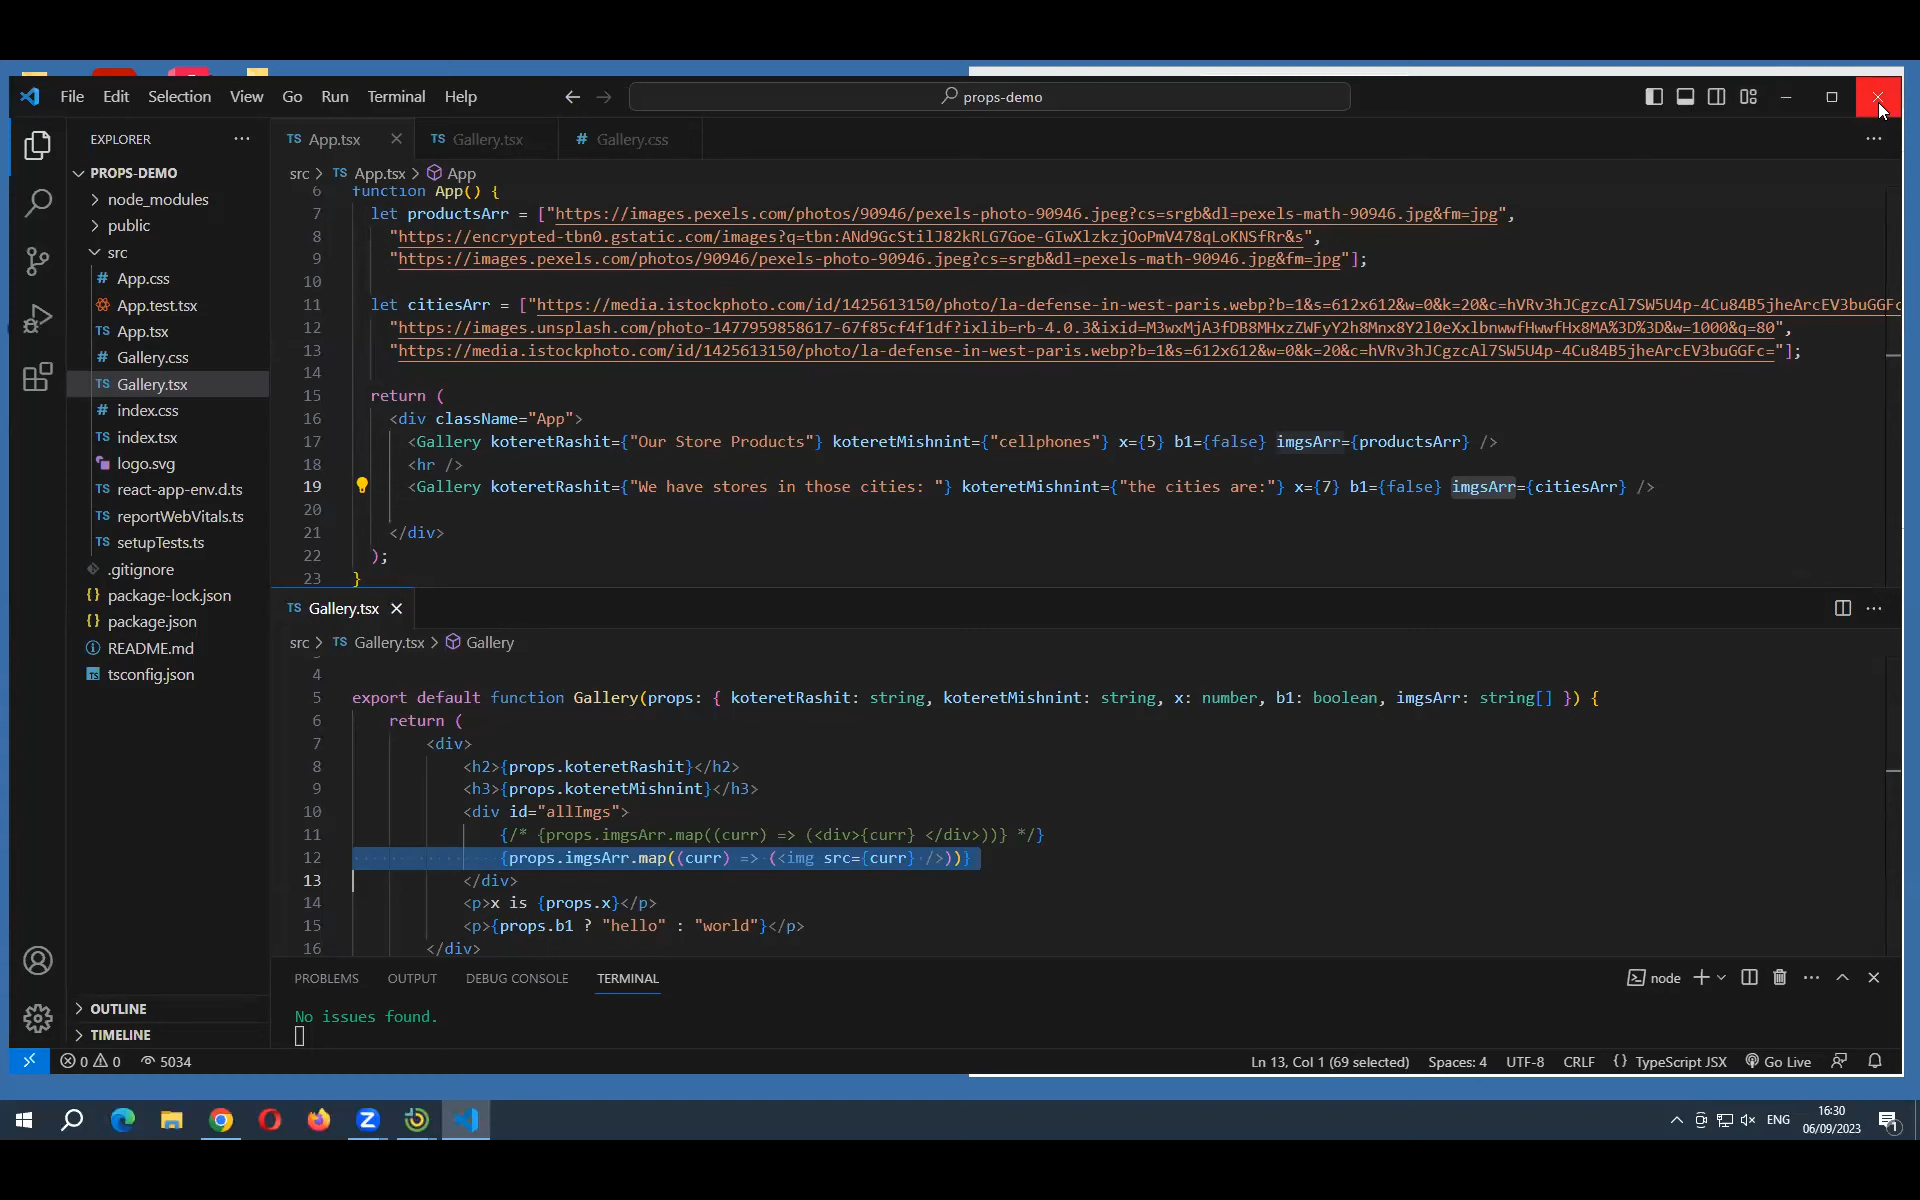 File Edit Selection View Go Run Terminal Help
props-demo
EXPLORER
PROPS-DEMO
node_modules
public
src
# App.css
App.test.tsx
TS App.tsx
# Gallery.css
TS Gallery.tsx
# index.css
TS index.tsx
logo.svg
TS react-app-env.d.ts
TS reportWebVitals.ts
TS setupTests.ts
.gitignore
{} package-lock.json
{} package.json
README.md
TS tsconfig.json
OUTLINE
TIMELINE
TS App.tsx
TS Gallery.tsx
# Gallery.css
src > TS App.tsx > App
6 function App() {
7 let productsArr = ["https://images.pexels.com/photos/90946/pexels-photo-90946.jpeg?cs=srgb&dl=pexels-math-90946.jpg&fm=jpg",
8 "https://encrypted-tbn0.gstatic.com/images?q=tbn:ANd9GcStilJ82kRLG7Goe-GIwXlzkzjOoPmV478qLoKNSfRr&s",
9 "https://images.pexels.com/photos/90946/pexels-photo-90946.jpeg?cs=srgb&dl=pexels-math-90946.jpg&fm=jpg"];
10
11 let citiesArr = ["https://media.istockphoto.com/id/1425613150/photo/la-defense-in-west-paris.webp?b=1&s=612x612&w=0&k=20&c=hVRv3hJCgzcAl7SW5U4p-4Cu84B5jheArcEV3buGGFc
12 "https://images.unsplash.com/photo-1477959858617-67f85cf4f1df?ixlib=rb-4.0.3&ixid=M3wxMjA3fDB8MHxzZWFyY2h8Mnx8Y2l0eXxlbnwwfHwwfHx8MA%3D%3D&w=1000&q=80",
13 "https://media.istockphoto.com/id/1425613150/photo/la-defense-in-west-paris.webp?b=1&s=612x612&w=0&k=20&c=hVRv3hJCgzcAl7SW5U4p-4Cu84B5jheArcEV3buGGFc="];
14
15 return (
16 <div className="App">
17 <Gallery koteretRashit={"Our Store Products"} koteretMishnint={"cellphones"} x={5} b1={false} imgsArr={productsArr} />
18 <hr />
19 <Gallery koteretRashit={"We have stores in those cities: "} koteretMishnint={"the cities are:"} x={7} b1={false} imgsArr={citiesArr} />
20
21 </div>
22 );
23 }
TS Gallery.tsx
src > TS Gallery.tsx > Gallery
4
5 export default function Gallery(props: { koteretRashit: string, koteretMishnint: string, x: number, b1: boolean, imgsArr: string[] }) {
6 return (
7 <div>
8 <h2>{props.koteretRashit}</h2>
9 <h3>{props.koteretMishnint}</h3>
10 <div id="allImgs">
11 {/* {props.imgsArr.map((curr) => (<div>{curr} </div>))} */}
12 {props.imgsArr.map((curr) => (<img src={curr} />))}
13 </div>
14 <p>x is {props.x}</p>
15 <p>{props.b1 ? "hello" : "world"}</p>
16 </div>
PROBLEMS OUTPUT DEBUG CONSOLE TERMINAL
node
No issues found.
0 0 5034
Ln 13, Col 1 (69 selected) Spaces: 4 UTF-8 CRLF {} TypeScript JSX Go Live
ENG
16:30
06/09/2023
1